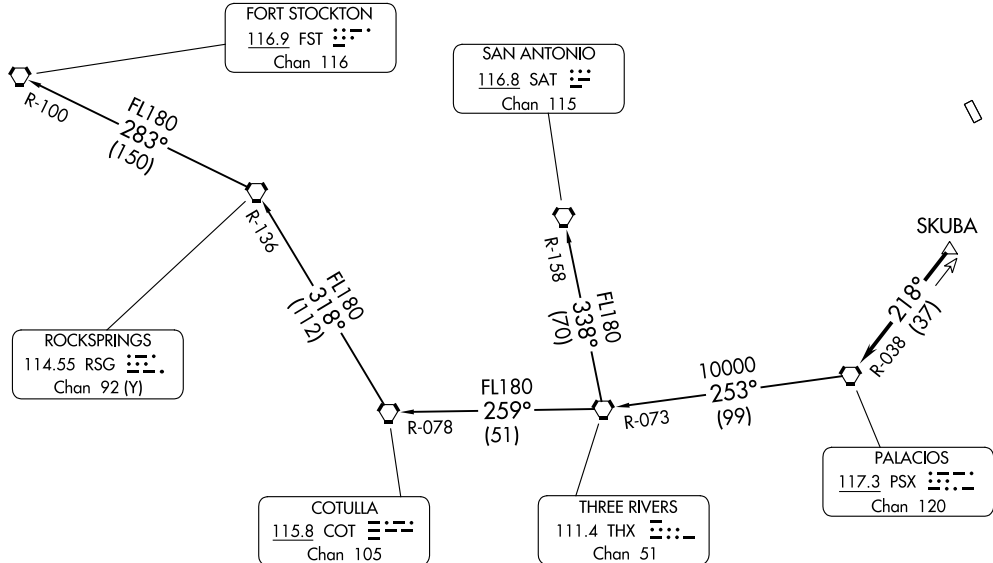 FORT STOCKTON
116.9 FST
Chan 116
SAN ANTONIO
116.8 SAT
Chan 115
R-100
FL180
283°
(150)
R-136
FL180
318°
(112)
R-158
FL180
338°
(70)
SKUBA
218°
(37)
R-038
ROCKSPRINGS
114.55 RSG
Chan 92 (Y)
10000
253°
(99)
R-073
FL180
259°
(51)
R-078
PALACIOS
117.3 PSX
Chan 120
COTULLA
115.8 COT
Chan 105
THREE RIVERS
111.4 THX
Chan 51